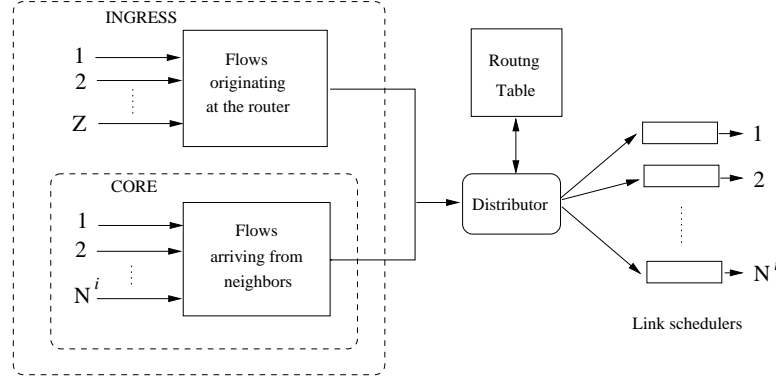 INGRESS
1
2
Z
Flows
originating
at the router
CORE
1
2
N i
Flows
arriving from
neighbors
Routng
Table
Distributor
1
2
N i
Link schedulers